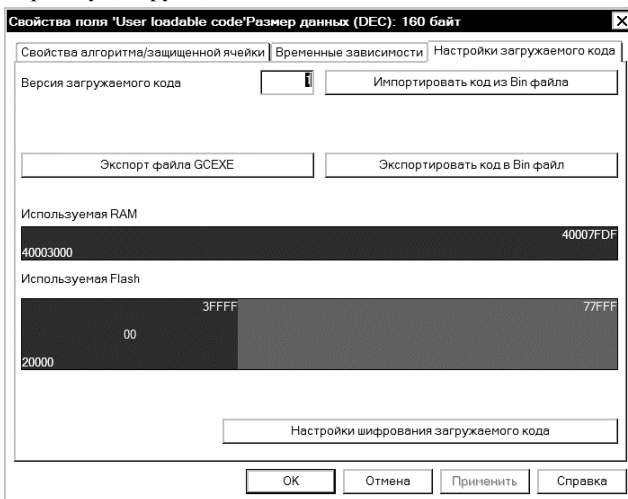 Свойства поля 'User loadable code'Размер данных (DEC): 160 байт
Свойства алгоритма/защищенной ячейки Временные зависимости Настройки загружаемого кода
Версия загружаемого кода 1 Импортировать код из Bin файла
Экспорт файла GCEXE Экспортировать код в Bin файл
Используемая RAM
40007FDF
40003000
Используемая Flash
3FFFF 77FFF
00
20000
Настройки шифрования загружаемого кода
OK Отмена Применить Справка